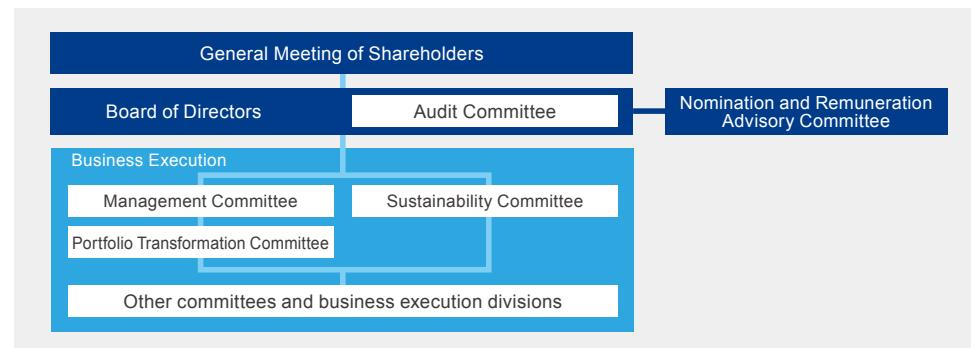 General Meeting of Shareholders
Board of Directors
Audit Committee
Nomination and Remuneration
Advisory Committee
Business Execution
Management Committee
Sustainability Committee
Portfolio Transformation Committee
Other committees and business execution divisions